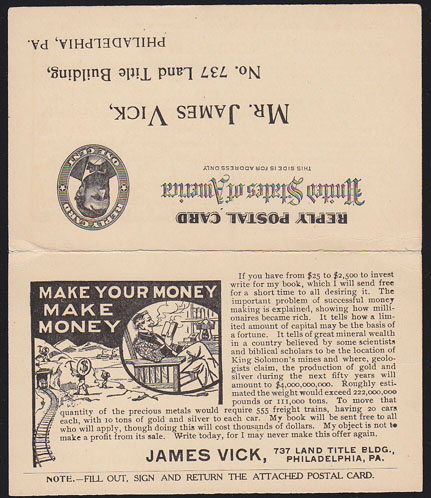 REPLY POSTAL CARD
United States of America
THIS SIDE IS FOR ADDRESS ONLY
REPLY CARD
ONE CENT
MR. JAMES VICK,
No. 737 Land Title Building,
PHILADELPHIA, PA.
MAKE YOUR MONEY
MAKE
MONEY
If you have from $25 to $2,500 to invest
write for my book, which I will send free
for a short time to all desiring it. The
important problem of successful money
making is explained, showing how milli-
onaires became rich. It tells how a lim-
ited amount of capital may be the basis of
a fortune. It tells of great mineral wealth
in a country believed by some scientists
and biblical scholars to be the location of
King Solomon's mines and where, geolo-
gists claim, the production of gold and
silver during the next fifty years will
amount to $4,000,000,000. Roughly esti-
mated the weight would exceed 222,000,000
pounds or 111,000 tons. To move that
quantity of the precious metals would require 555 freight trains, having 20 cars
each, with 10 tons of gold and silver to each car. My book will be sent free to all
who will apply, though doing this will cost thousands of dollars. My object is not to
make a profit from its sale. Write today, for I may never make this offer again.
JAMES VICK, 737 LAND TITLE BLDG.,
PHILADELPHIA, PA.
NOTE.—FILL OUT, SIGN AND RETURN THE ATTACHED POSTAL CARD.